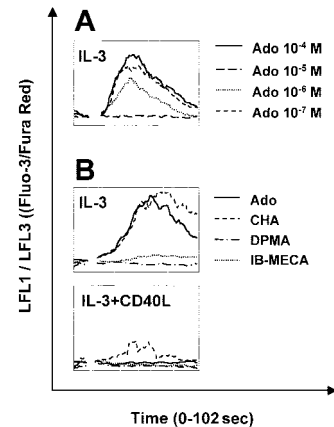 A
IL-3
Ado 10-4 M
Ado 10-5 M
Ado 10-6 M
Ado 10-7 M
B
IL-3
Ado
CHA
DPMA
IB-MECA
IL-3+CD40L
LFL1 / LFL3 ((Fluo-3/Fura Red)
Time (0-102 sec)